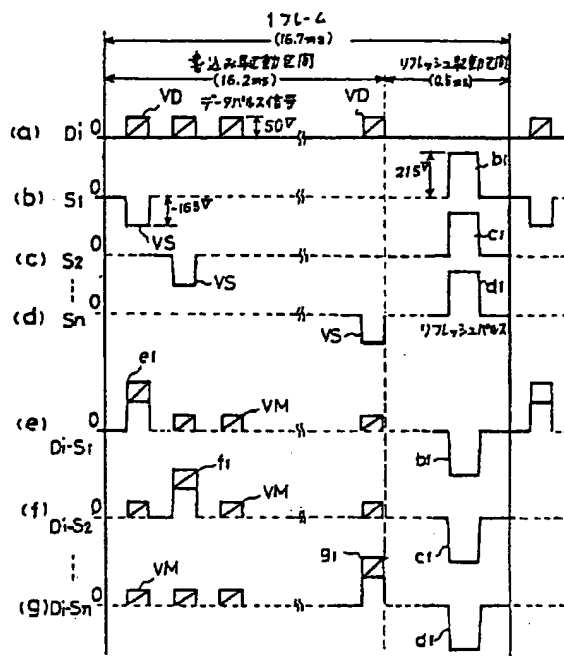 1フレーム
(16.7ms)
書込み駆動区間
(16.2ms)
リフレッシュ駆動区間
(0.5ms)
データパルス信号
VD
VD
50V
(a) Di 0
215V
b1
(b) S1 0
-165V
VS
c1
(c) S2 0
VS
d1
(d) Sn 0
VS
リフレッシュパルス
e1
VM
(e) Di-S1 0
b1
f1
VM
(f) Di-S2 0
c1
g1
VM
(g) Di-Sn 0
d1